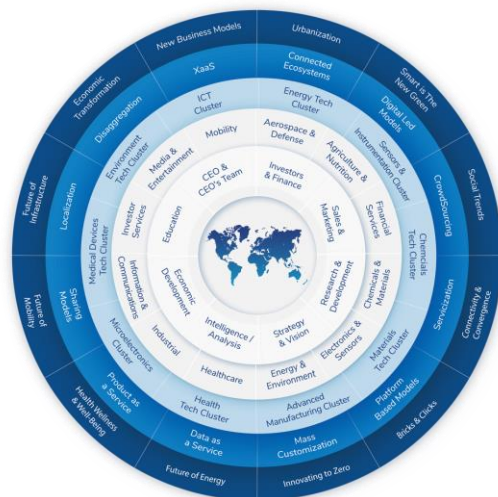 New Business Models
Urbanization
Smart is The
New Green
Social Trends
Connectivity &
Convergence
Bricks & Clicks
Innovating to Zero
Future of Energy
Health Wellness
& Well-Being
Future of
Mobility
Future of
Infrastructure
Economic
Transformation
XaaS
Connected
Ecosystems
Digital Led
Models
CrowdSourcing
Servicization
Platform
Based Models
Mass
Customization
Data as
a Service
Product as
a Service
Sharing
Models
Localization
Disaggregation
ICT
Cluster
Energy Tech
Cluster
Sensors &
Instrumentation Cluster
Chemcials
Tech Cluster
Materials
Tech Cluster
Advanced
Manufacturing Cluster
Health
Tech Cluster
Microelectronics
Cluster
Medical Devices
Tech Cluster
Environment
Tech Cluster
Mobility
Aerospace &
Defense
Agriculture &
Nutrition
Financial
Services
Chemicals &
Materials
Electronics &
Sensors
Energy &
Environment
Healthcare
Industrial
Information &
Communications
Investor
Services
Media &
Entertainment
CEO &
CEO's Team
Investors
& Finance
Sales &
Marketing
Research &
Development
Strategy
& Vision
Intelligence /
Analysis
Economic
Development
Education